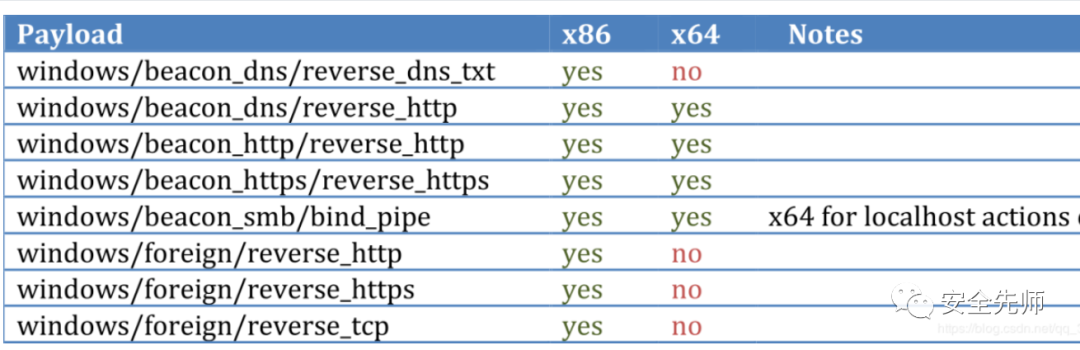 Payload x86 x64 Notes
windows/beacon_dns/reverse_dns_txt yes no
windows/beacon_dns/reverse_http yes yes
windows/beacon_http/reverse_http yes yes
windows/beacon_https/reverse_https yes yes
windows/beacon_smb/bind_pipe yes yes x64 for localhost actions
windows/foreign/reverse_http yes no
windows/foreign/reverse_https yes no
安全先师
windows/foreign/reverse_tcp yes no
https://blog.csdn.net/qq_